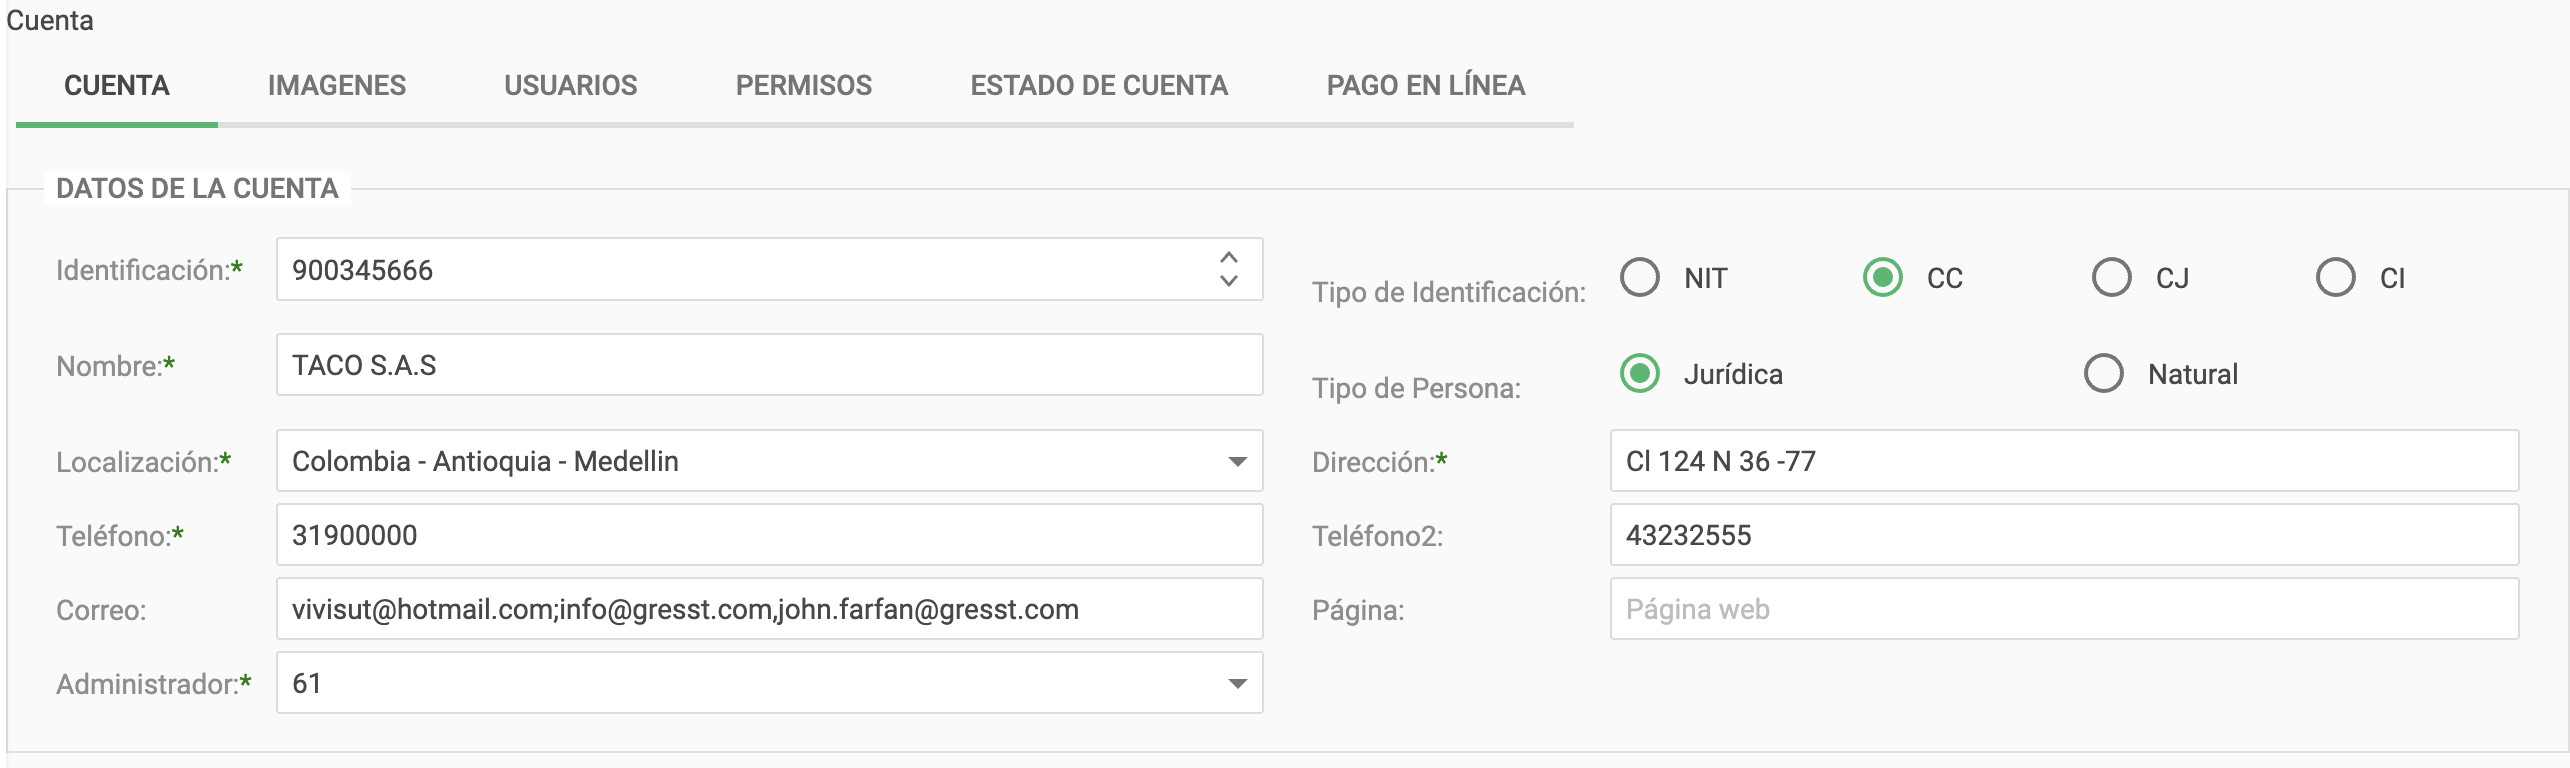 Cuenta
CUENTA IMAGENES USUARIOS PERMISOS ESTADO DE CUENTA PAGO EN LÍNEA
DATOS DE LA CUENTA
Identificación:* 900345666 Tipo de Identificación: NIT CC CJ CI
Nombre:* TACO S.A.S Tipo de Persona: Jurídica Natural
Localización:* Colombia - Antioquia - Medellin Dirección:* Cl 124 N 36 -77
Teléfono:* 31900000 Teléfono2: 43232555
Correo: vivisut@hotmail.com;info@gresst.com,john.farfan@gresst.com Página: Página web
Administrador:* 61